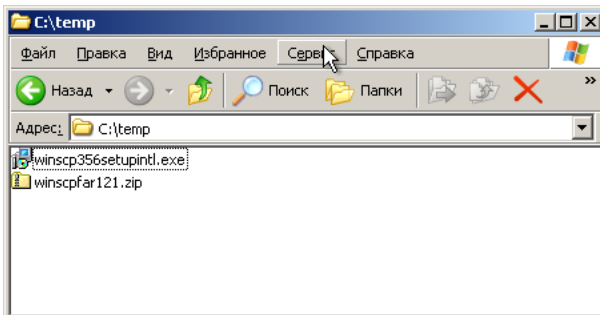 C:\temp
Файл Правка Вид Избранное Сервис Справка
Назад Поиск Папки »
Адрес: C:\temp
winscp356setupintl.exe
winscpfar121.zip